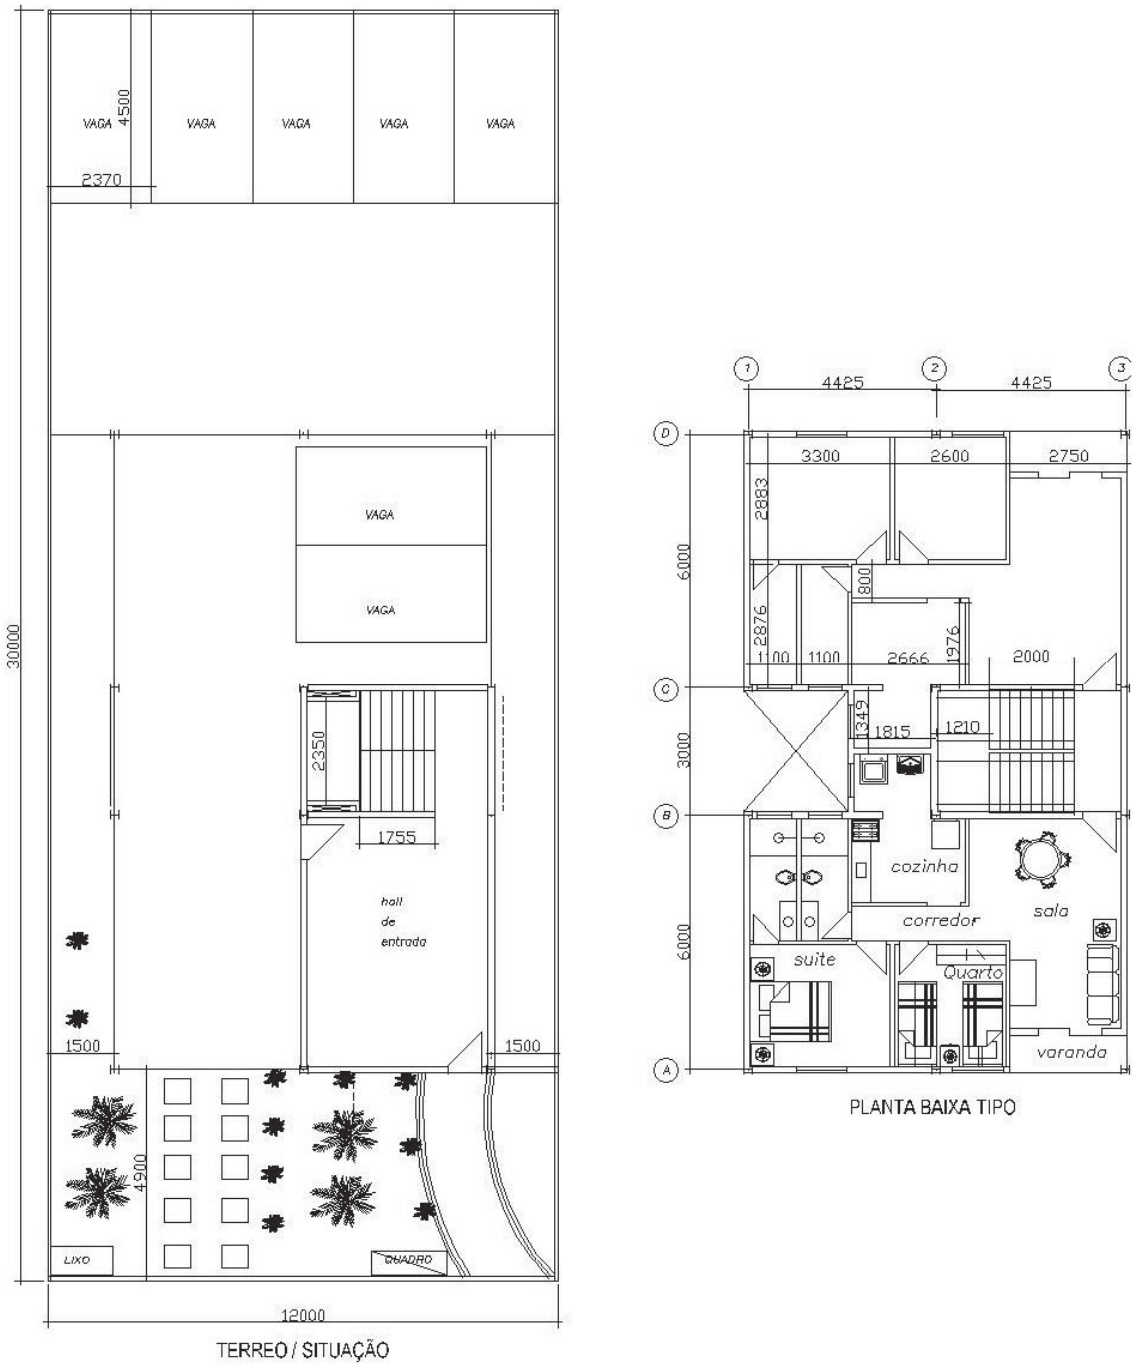 VAGA
4500
VAGA
VAGA
VAGA
VAGA
2370
VAGA
VAGA
30000
2350
1755
hall
de
entrada
1500
1500
4900
LIXO
QUADRO
12000
TERREO / SITUAÇÃO
1
2
3
4425
4425
D
3300
2600
2750
2883
6000
800
2876
1976
1100
1100
2666
2000
C
1349
1815
1210
3000
B
cozinha
sala
corredor
6000
suite
Quarto
varanda
A
PLANTA BAIXA TIPO